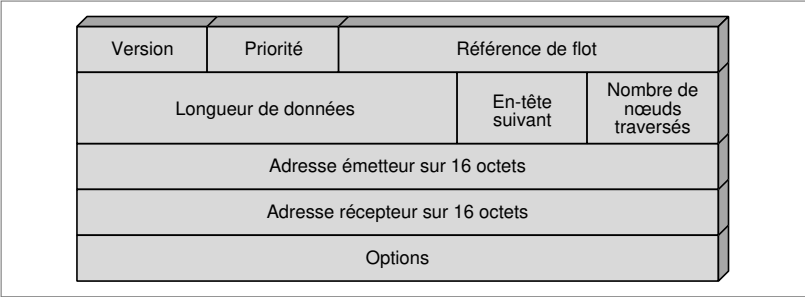 Version
Priorité
Référence de flot
Longueur de données
En-tête
suivant
Nombre de
nœuds
traversés
Adresse émetteur sur 16 octets
Adresse récepteur sur 16 octets
Options